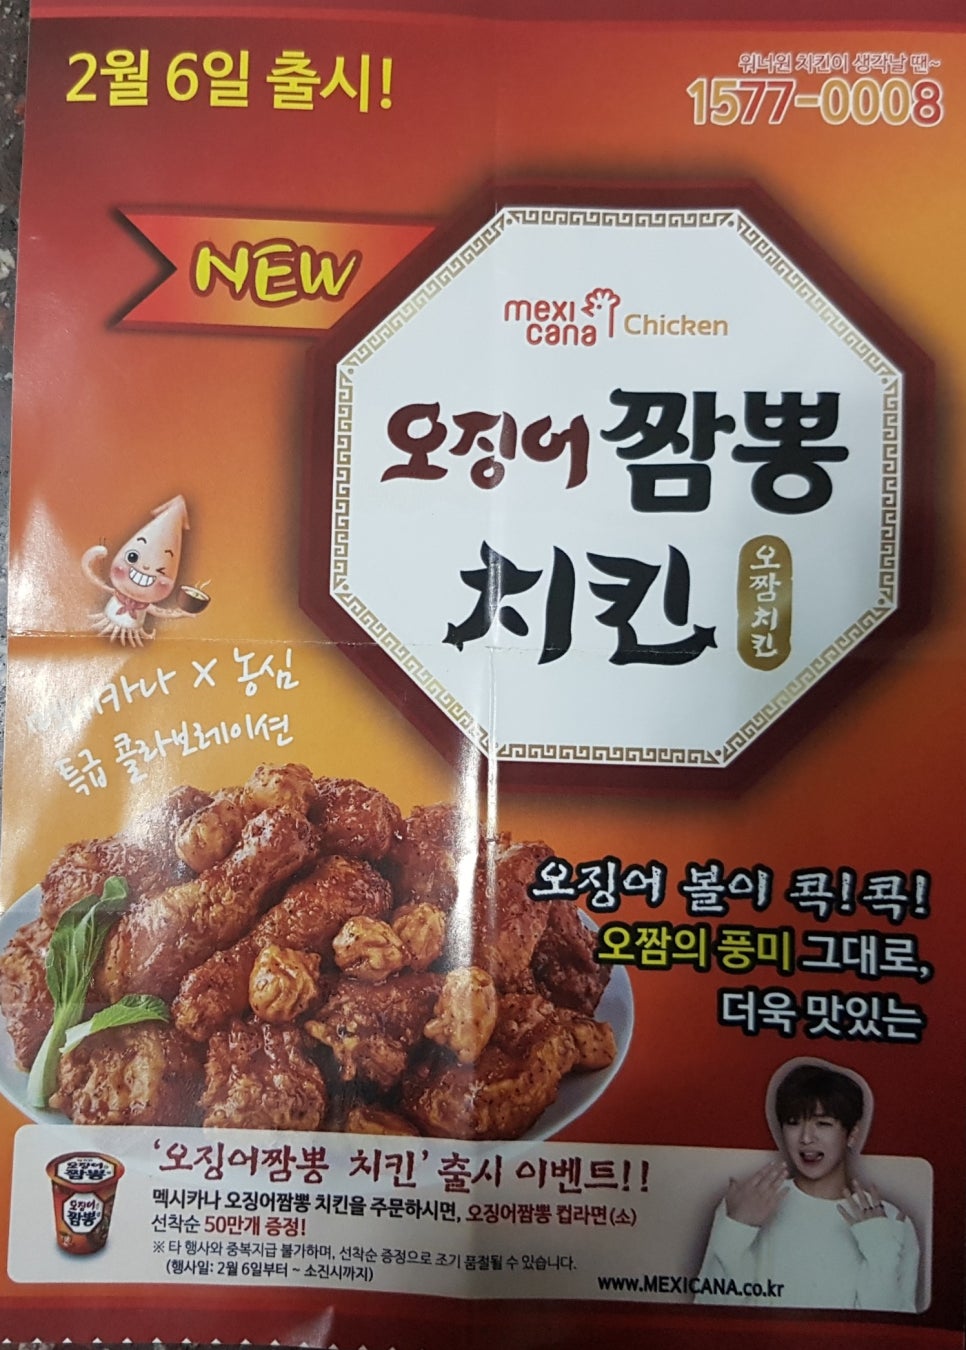 2월 6일 출시!
워너원 치킨이 생각날 땐~
1577-0008
NEW
mexi
cana Chicken
오징어 짬뽕
치킨
오짬치킨
카나 X 농심
특급 콜라보레이션
오징어 볼이 콕!콕!
오짬의 풍미 그대로,
더욱 맛있는
'오징어짬뽕 치킨' 출시 이벤트!!
오징어
짬뽕
오징어
짬뽕
멕시카나 오징어짬뽕 치킨을 주문하시면, 오징어짬뽕 컵라면(소)
선착순 50만개 증정!
※ 타 행사와 중복지급 불가하며, 선착순 증정으로 조기 품절될 수 있습니다.
(행사일: 2월 6일부터 ~ 소진시까지)
www.MEXICANA.co.kr